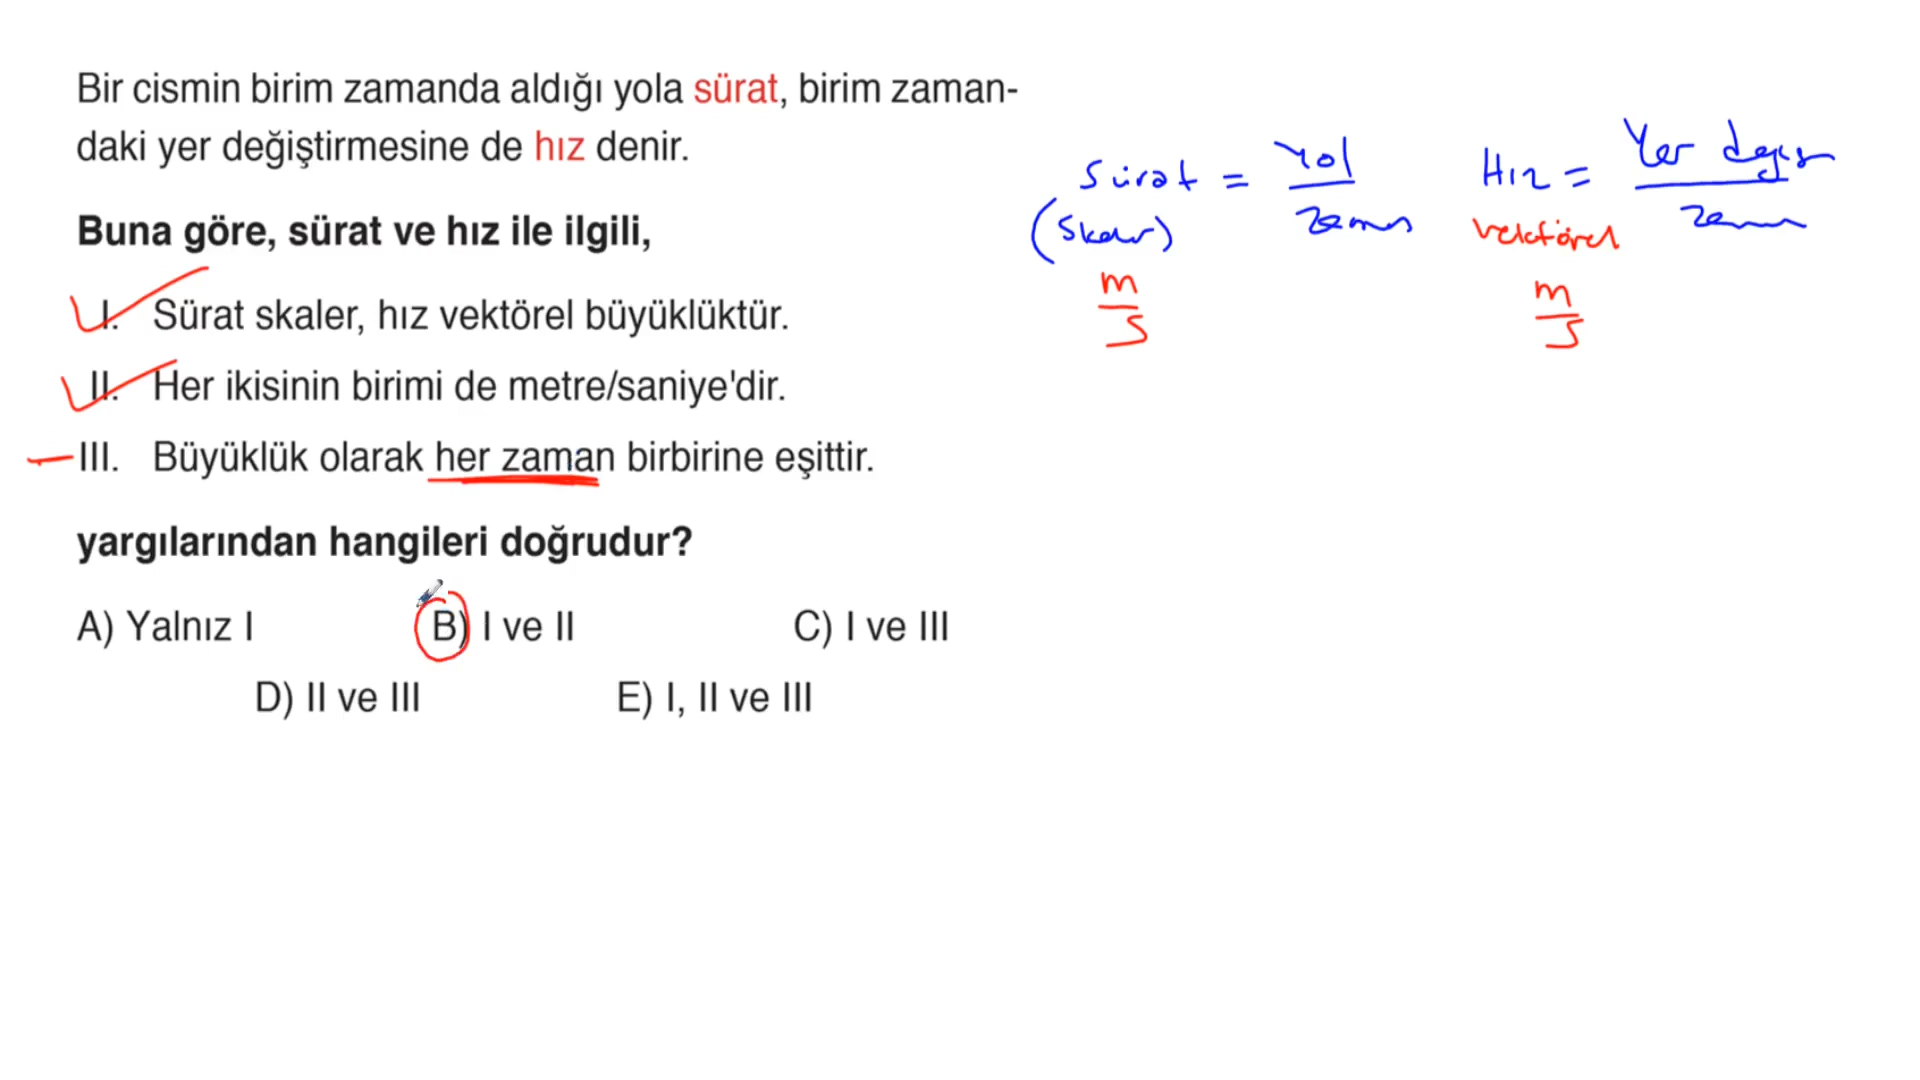 Bir cismin birim zamanda aldığı yola sürat, birim zaman-
daki yer değiştirmesine de hız denir.
Buna göre, sürat ve hız ile ilgili,
I. Sürat skaler, hız vektörel büyüklüktür.
II. Her ikisinin birimi de metre/saniye'dir.
III. Büyüklük olarak her zaman birbirine eşittir.
yargılarından hangileri doğrudur?
A) Yalnız I B) I ve II C) I ve III
D) II ve III E) I, II ve III
Sürat = Yol
zaman
(Skaler)
m
s
Hız = Yer değiş
zaman
vektörel
m
s